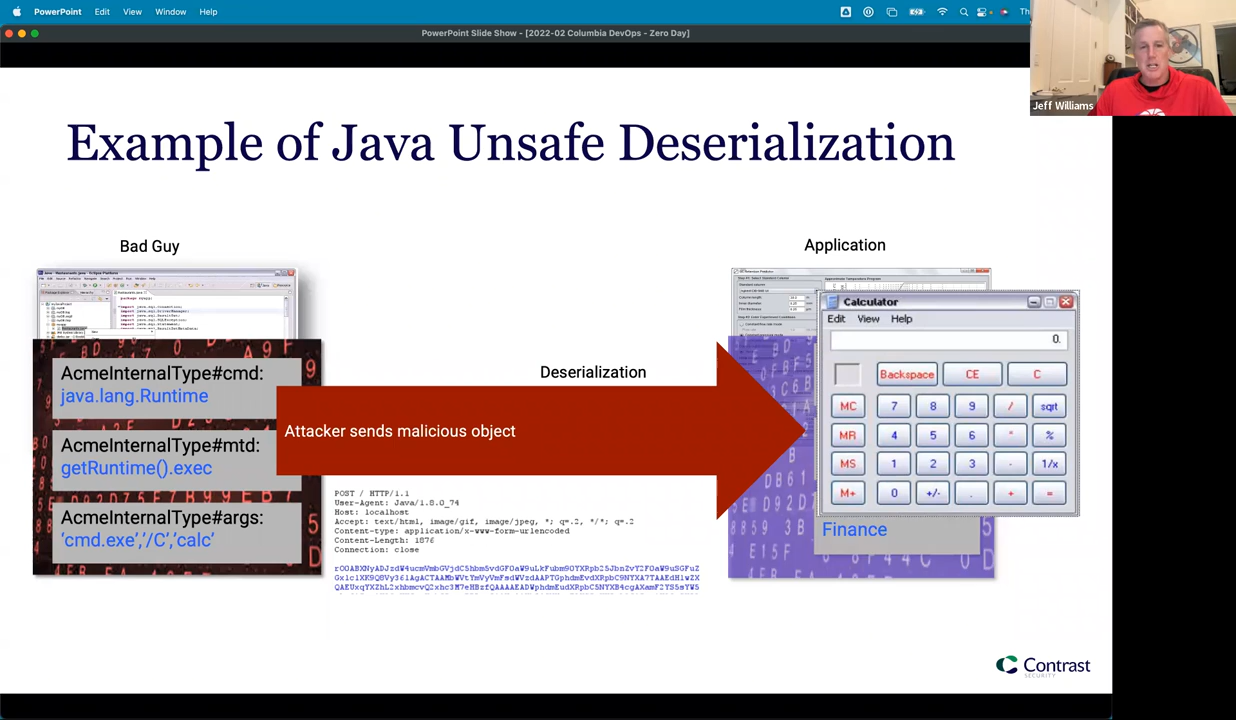 PowerPoint Edit View Window Help
Th
PowerPoint Slide Show - [2022-02 Columbia DevOps - Zero Day]
Jeff Williams
Example of Java Unsafe Deserialization
Bad Guy
Application
AcmeInternalType#cmd:
java.lang.Runtime
AcmeInternalType#mtd:
getRuntime().exec
AcmeInternalType#args:
‘cmd.exe’,’/C’,’calc’
Deserialization
Attacker sends malicious object
POST / HTTP/1.1
User-Agent: Java/1.8.0_74
Host: localhost
Accept: text/html, image/gif, image/jpeg, *; q=.2, */*; q=.2
Content-type: application/x-www-form-urlencoded
Content-Length: 1876
Connection: close
Calculator
Edit View Help
0.
Backspace CE C
MC 7 8 9 / sqrt
MR 4 5 6 * %
MS 1 2 3 - 1/x
M+ 0 +/- . + =
Finance
Contrast
SECURITY